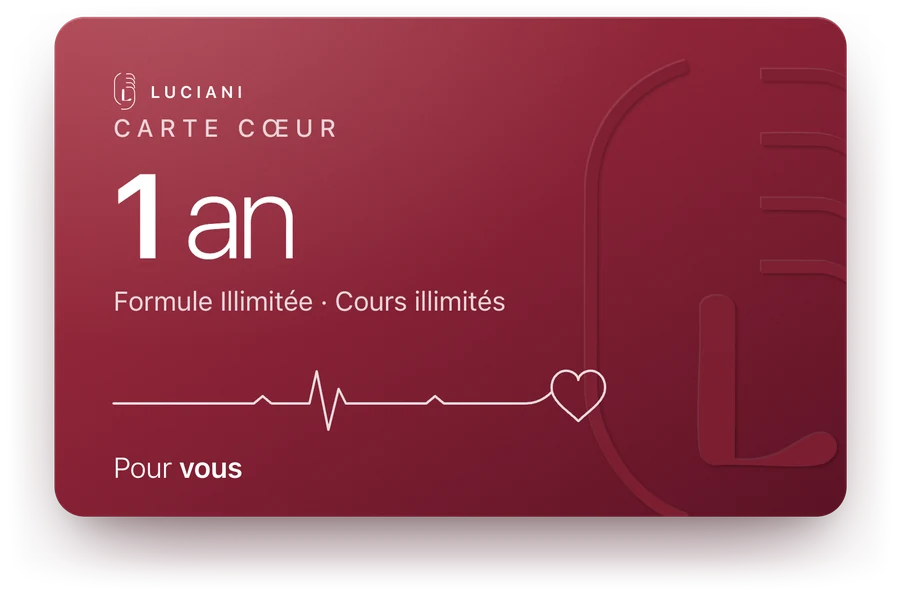 LUCIANI
CARTE CŒUR
1 an
Formule Illimitée · Cours illimités
Pour vous